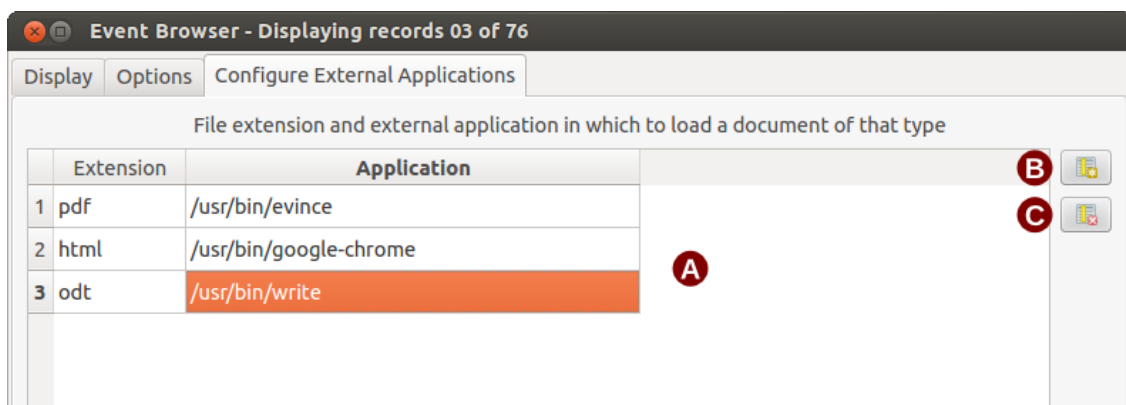 Event Browser - Displaying records 03 of 76
Display Options Configure External Applications
File extension and external application in which to load a document of that type
Extension Application B
1 pdf /usr/bin/evince C
2 html /usr/bin/google-chrome A
3 odt /usr/bin/write